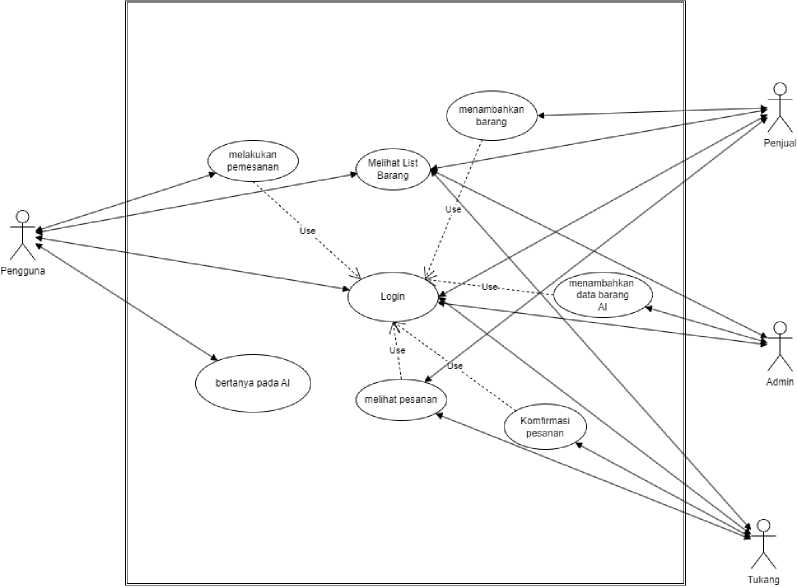 menambahkan
barang
Penjual
melakukan
pemesanan
Melihat List
Barang
Use
Use
Pengguna
menambahkan
data barang
AI
Use
Login
Use
Use
Admin
bertanya pada AI
melihat pesanan
Komfirmasi
pesanan
Tukang